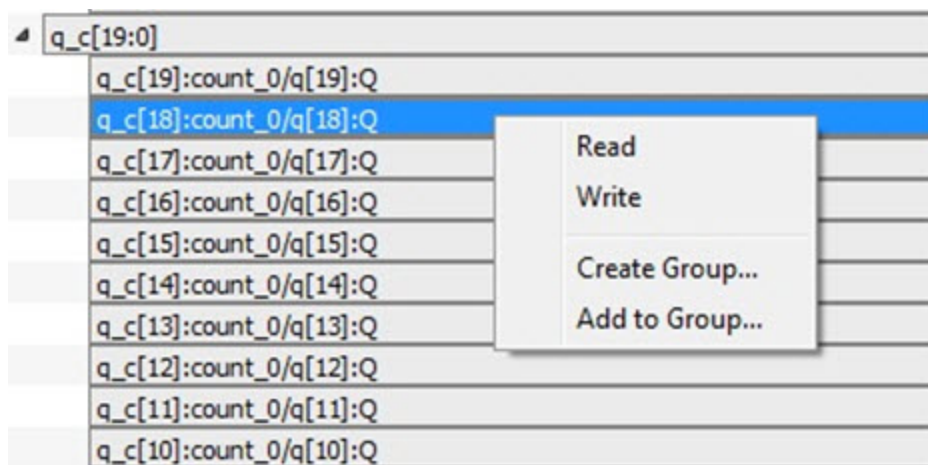 q_c[19:0]
q_c[19]:count_0/q[19]:Q
q_c[18]:count_0/q[18]:Q
q_c[17]:count_0/q[17]:Q
q_c[16]:count_0/q[16]:Q
q_c[15]:count_0/q[15]:Q
q_c[14]:count_0/q[14]:Q
q_c[13]:count_0/q[13]:Q
q_c[12]:count_0/q[12]:Q
q_c[11]:count_0/q[11]:Q
q_c[10]:count_0/q[10]:Q
Read
Write
Create Group...
Add to Group...